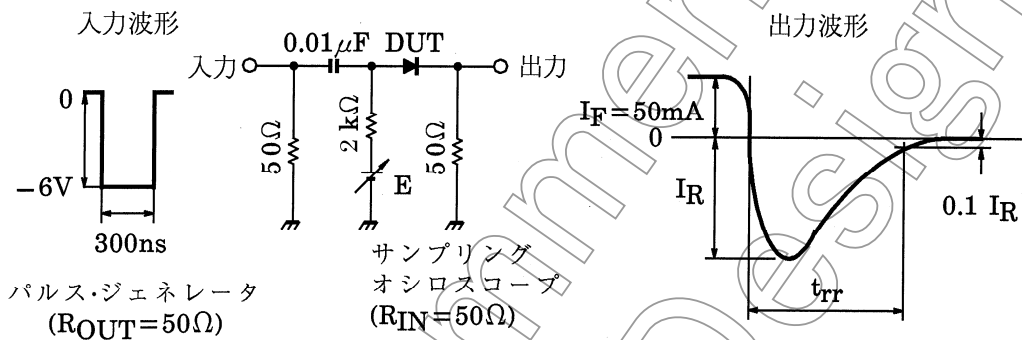 入力波形
0
−6V
300ns
パルス・ジェネレータ
(ROUT=50Ω)
0.01μF DUT
入力
出力
50Ω
2kΩ
E
50Ω
サンプリング
オシロスコープ
(RIN=50Ω)
出力波形
IF=50mA
0
IR
0.1 IR
trr